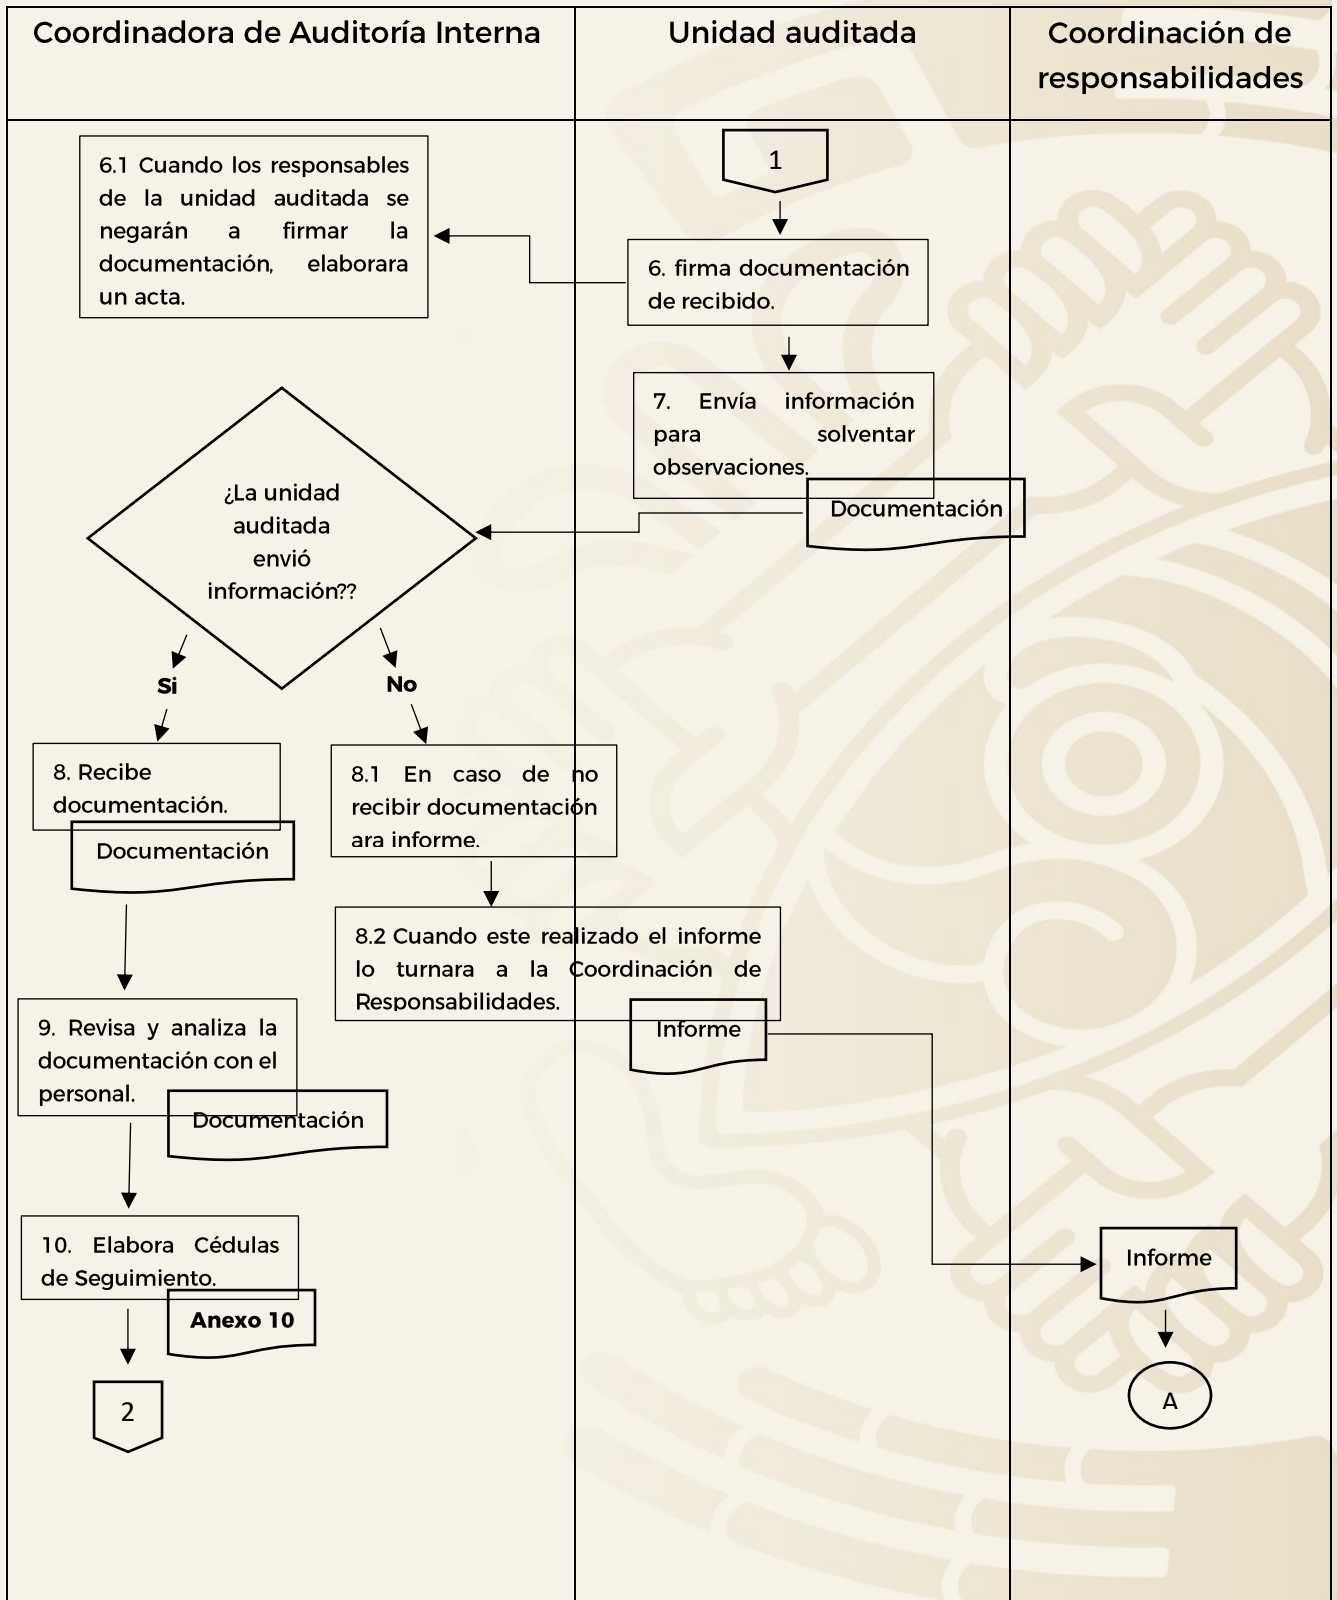 Coordinadora de Auditoría Interna
Unidad auditada
Coordinación de
responsabilidades
1
6.1 Cuando los responsables
de la unidad auditada se
negarán a firmar la
documentación, elaborara
un acta.
6. firma documentación
de recibido.
7. Envía información
para solventar
observaciones.
Documentación
¿La unidad
auditada
envió
información??
Si
No
8. Recibe
documentación.
Documentación
8.1 En caso de no
recibir documentación
ara informe.
8.2 Cuando este realizado el informe
lo turnara a la Coordinación de
Responsabilidades.
Informe
9. Revisa y analiza la
documentación con el
personal.
Documentación
10. Elabora Cédulas
de Seguimiento.
Anexo 10
2
Informe
A